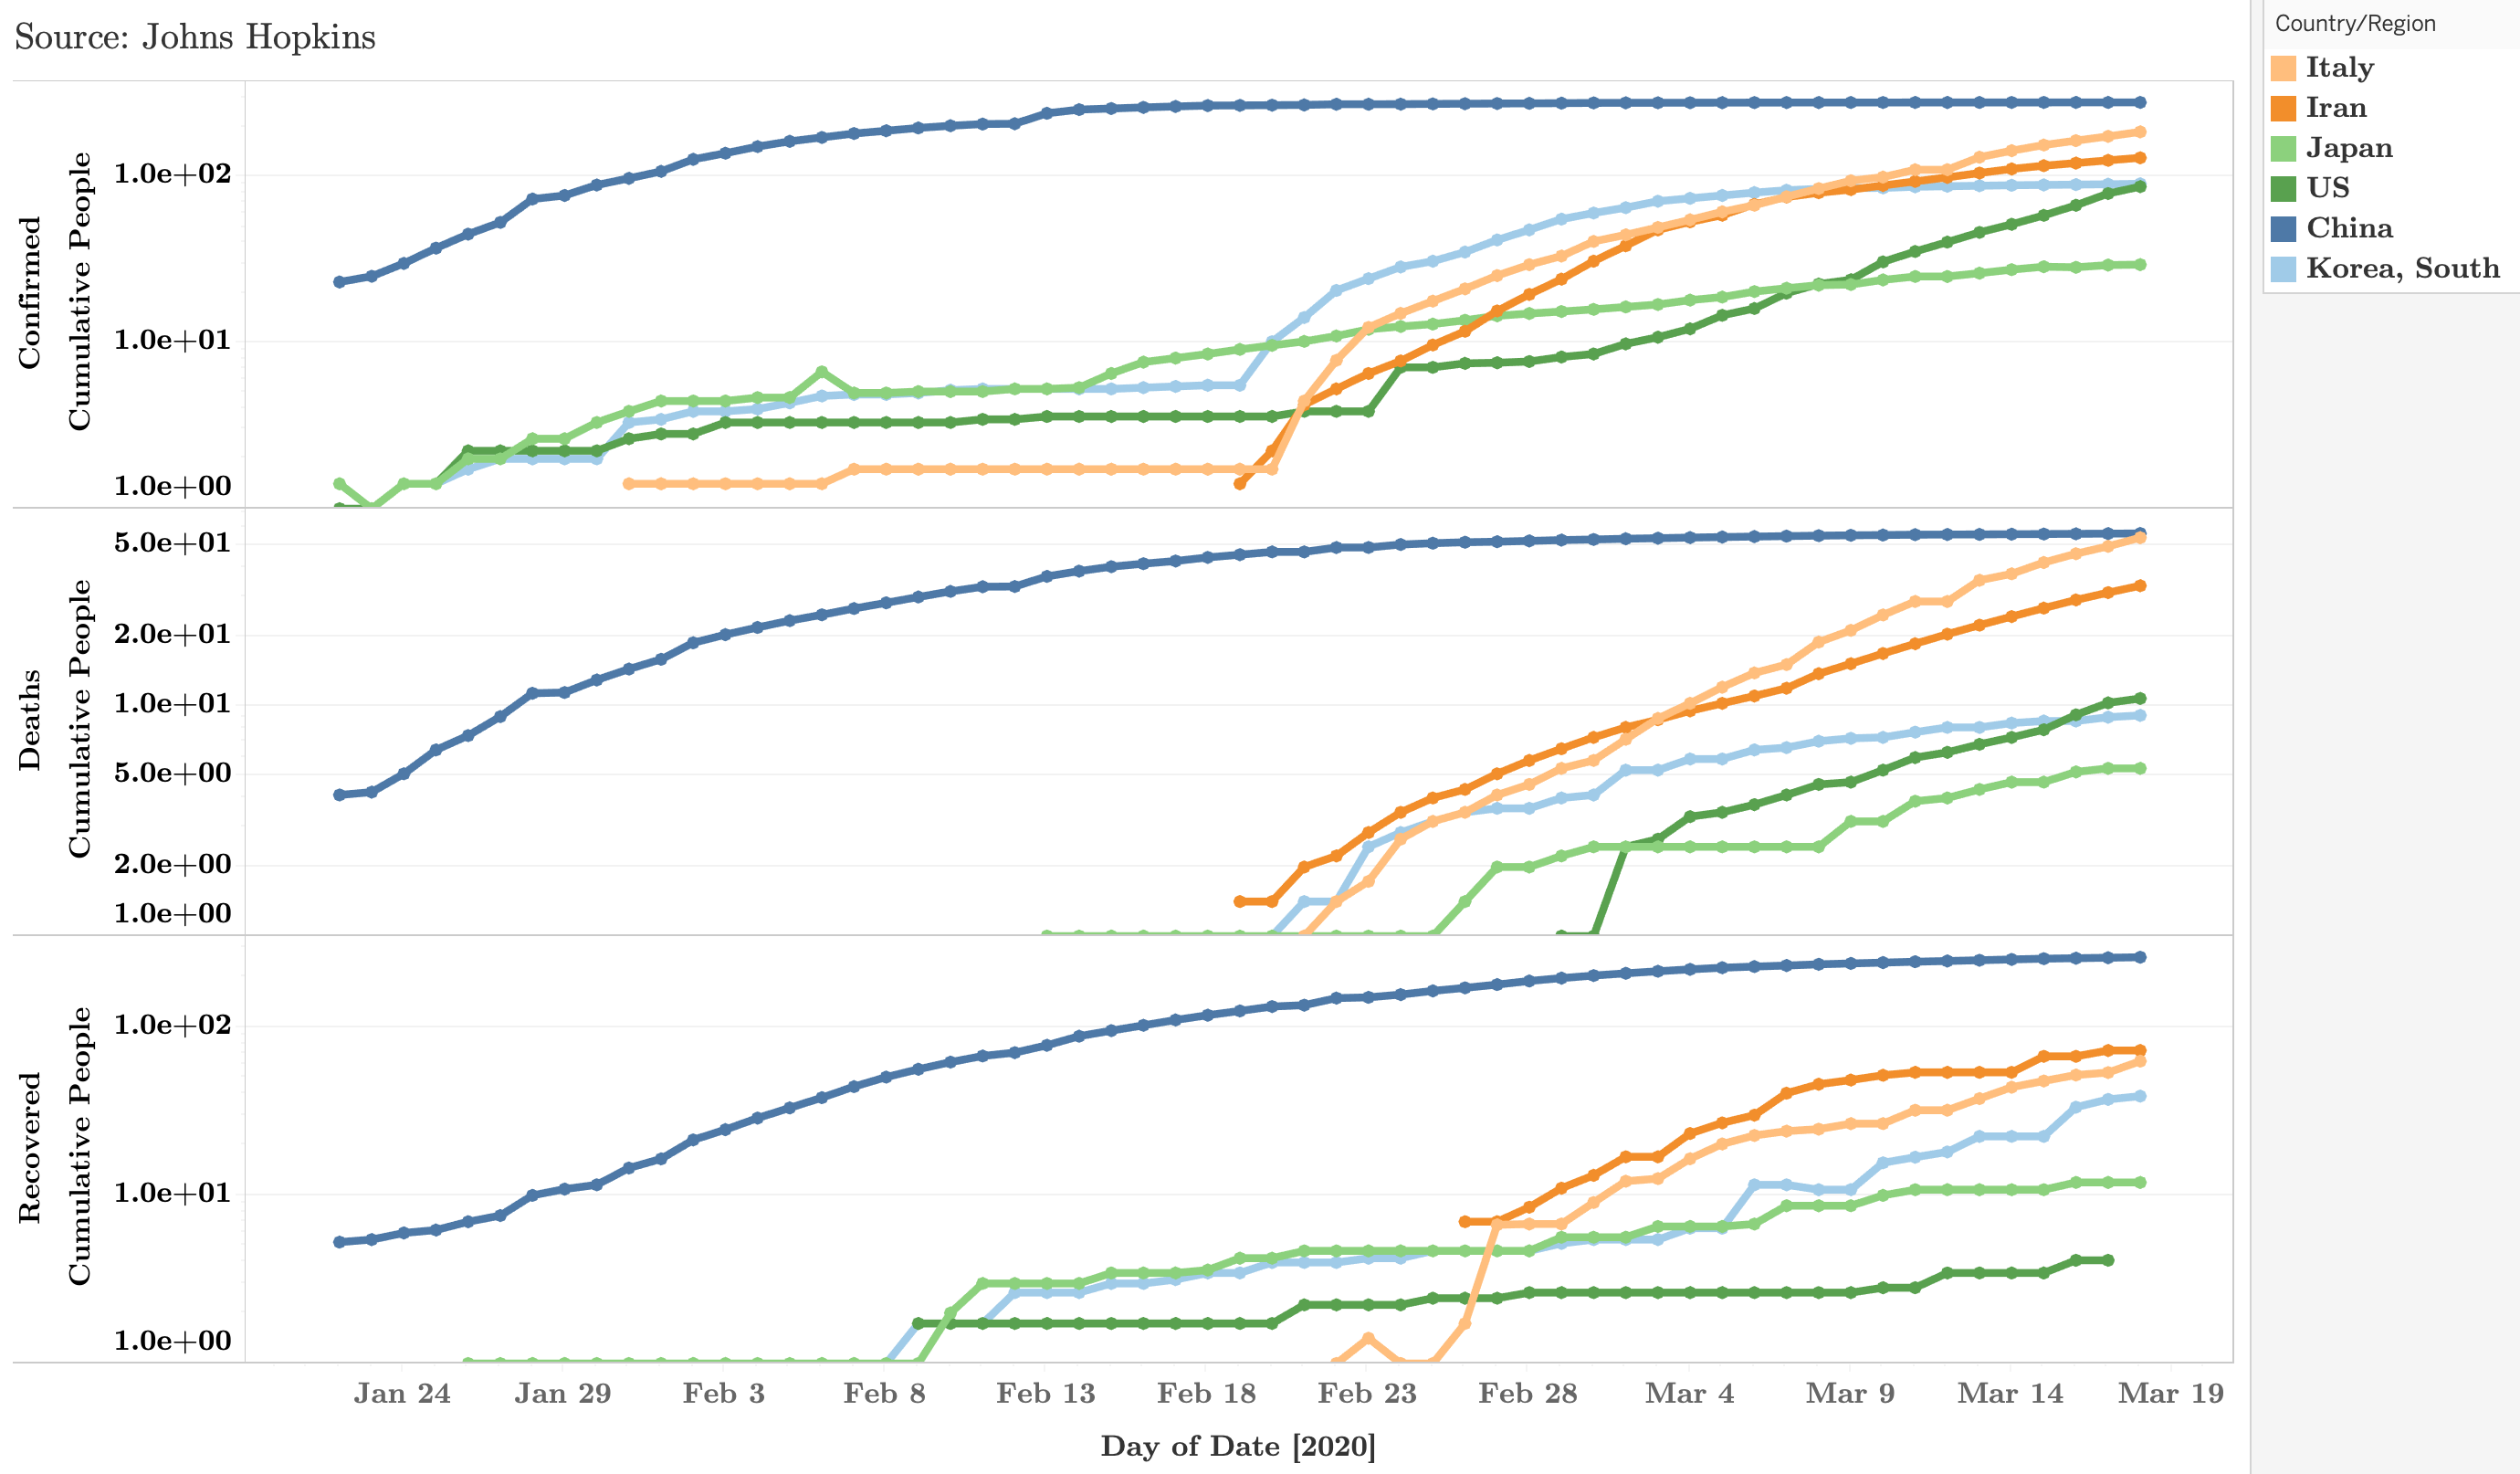 Source: Johns Hopkins
Country/Region
Italy
Iran
Japan
US
China
Korea, South
Confirmed
Cumulative People
1.0e+02
1.0e+01
1.0e+00
Deaths
Cumulative People
5.0e+01
2.0e+01
1.0e+01
5.0e+00
2.0e+00
1.0e+00
Recovered
Cumulative People
1.0e+02
1.0e+01
1.0e+00
Jan 24 Jan 29 Feb 3 Feb 8 Feb 13 Feb 18 Feb 23 Feb 28 Mar 4 Mar 9 Mar 14 Mar 19
Day of Date [2020]